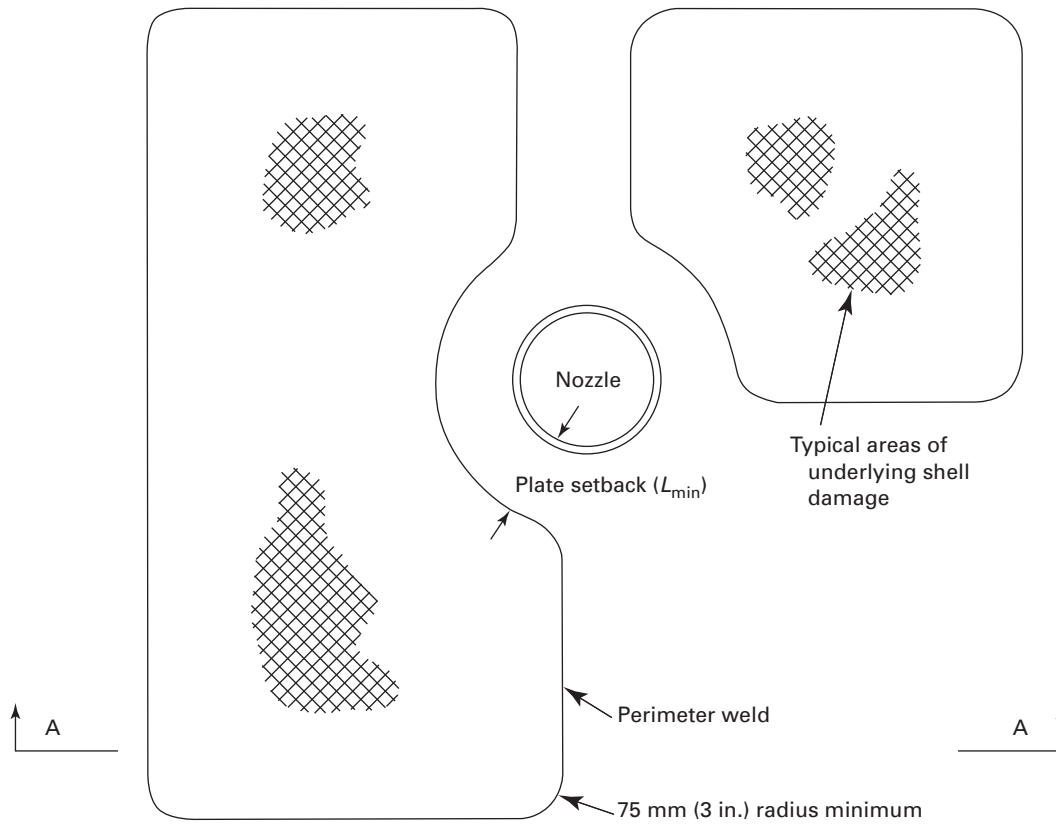 Nozzle
Plate setback (Lmin)
Typical areas of
underlying shell
damage
Perimeter weld
A
A
75 mm (3 in.) radius minimum